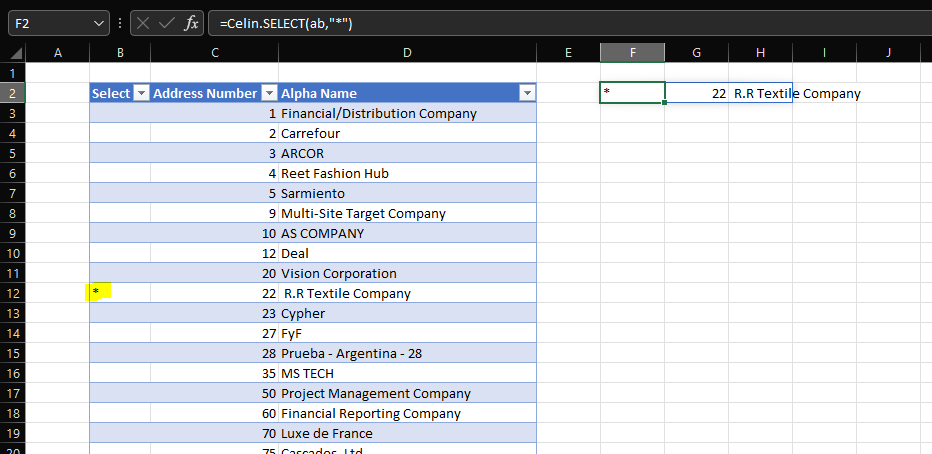 F2 fx =Celin.SELECT(ab,"*")
A B C D E F G H I J
1
2 Select Address Number Alpha Name * 22 R.R Textile Company
3 1 Financial/Distribution Company
4 2 Carrefour
5 3 ARCOR
6 4 Reet Fashion Hub
7 5 Sarmiento
8 9 Multi-Site Target Company
9 10 AS COMPANY
10 12 Deal
11 20 Vision Corporation
12 * 22 R.R Textile Company
13 23 Cypher
14 27 FyF
15 28 Prueba - Argentina - 28
16 35 MS TECH
17 50 Project Management Company
18 60 Financial Reporting Company
19 70 Luxe de France
20 75 Cascados, Ltd